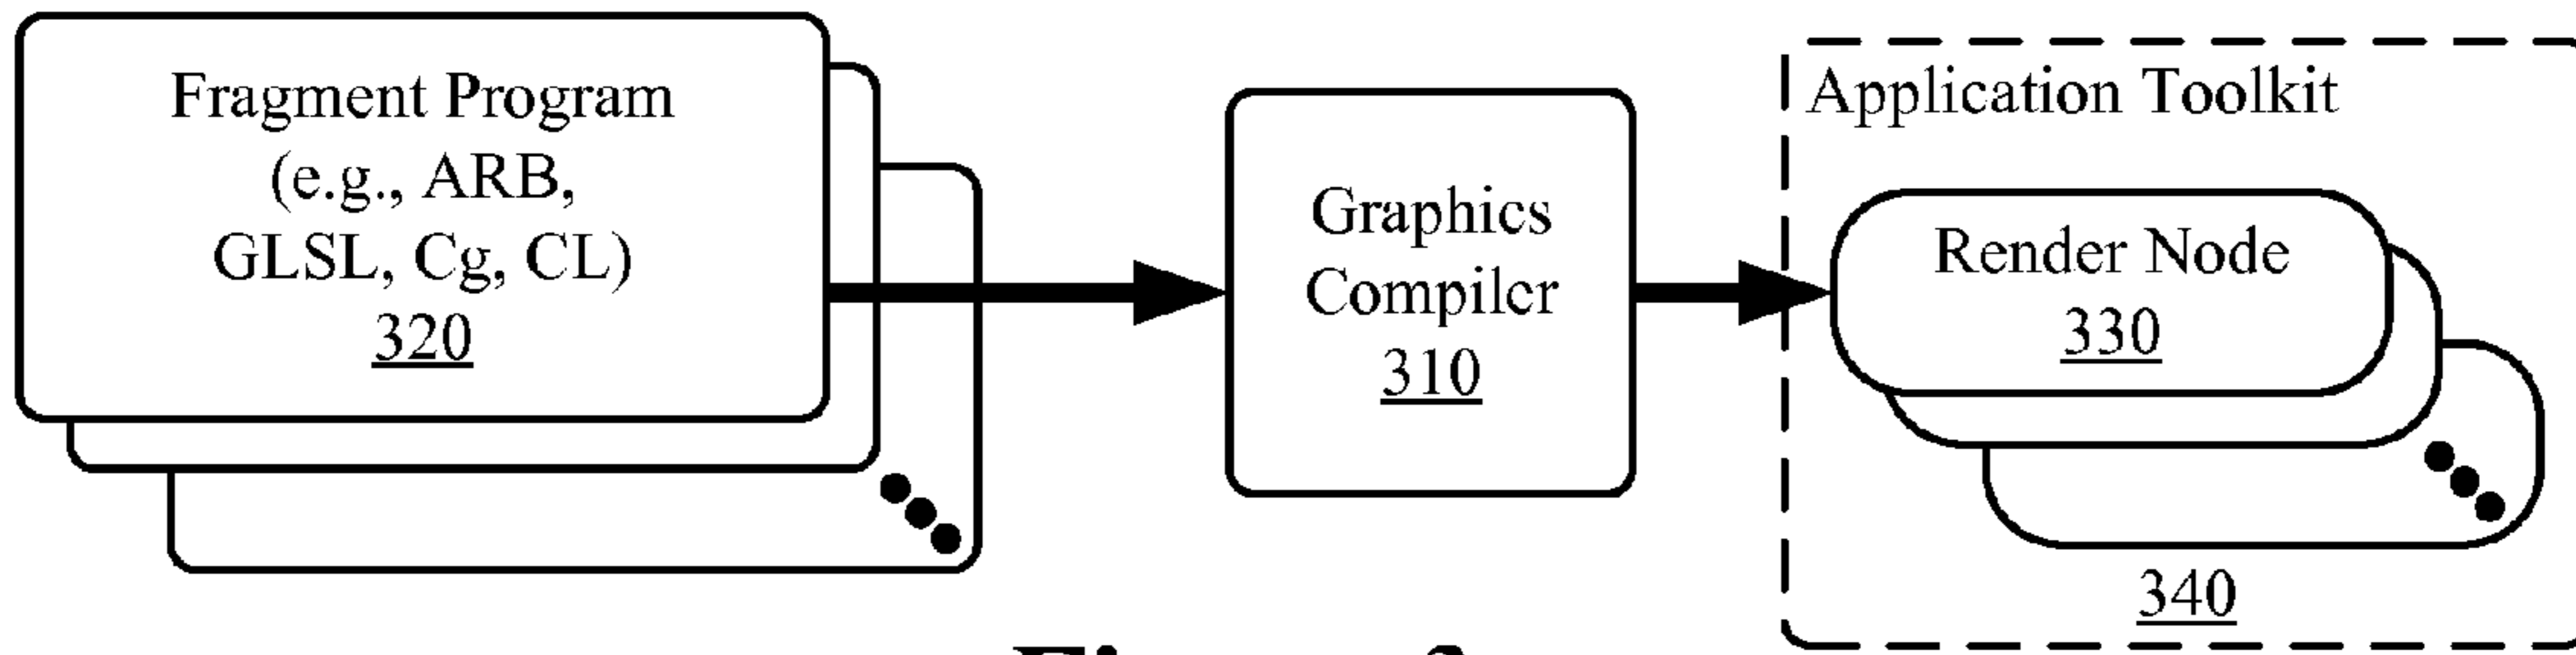 Fragment Program
(e.g., ARB,
GLSL, Cg, CL)
320
Graphics
Compiler
310
Application Toolkit
Render Node
330
340